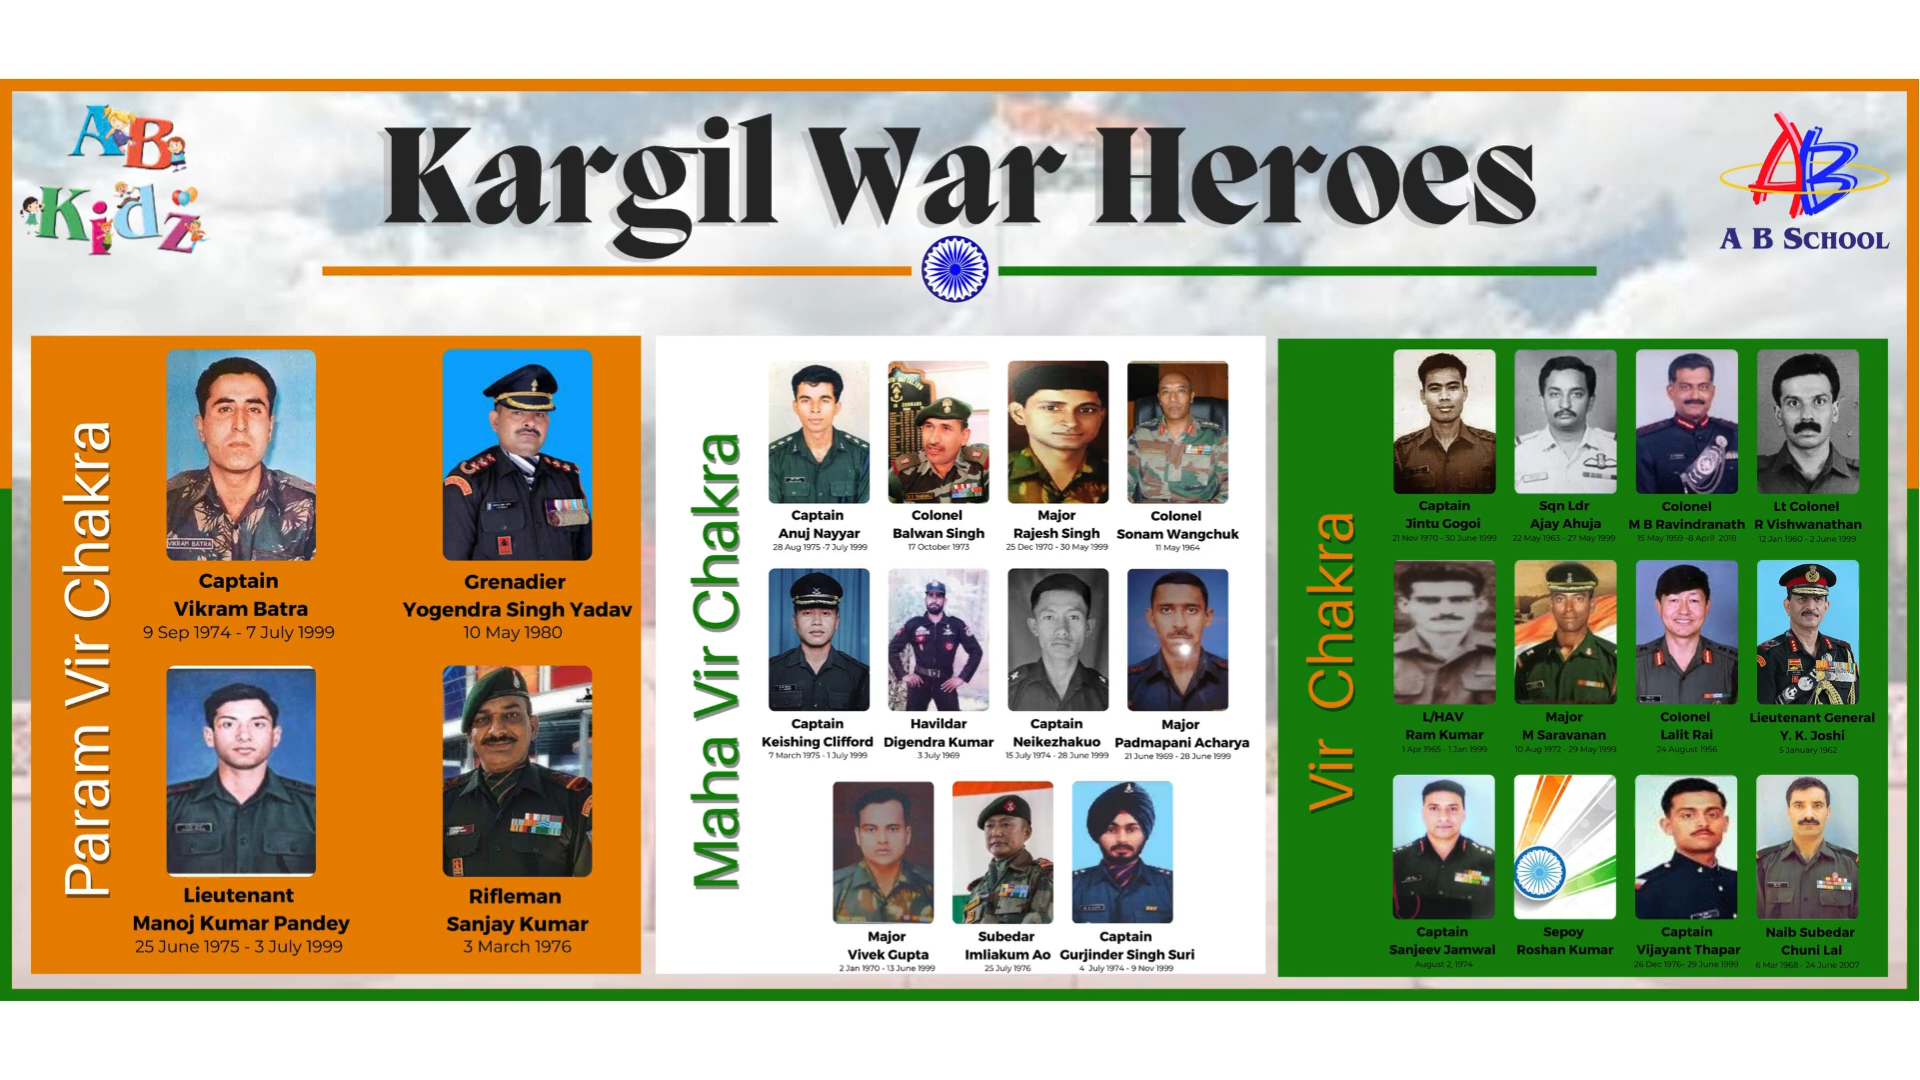 AB
Kidz
Kargil War Heroes
AB
A B SCHOOL
Param Vir Chakra
VIKRAM BATRA
Captain
Vikram Batra
9 Sep 1974 - 7 July 1999
Grenadier
Yogendra Singh Yadav
10 May 1980
Lieutenant
Manoj Kumar Pandey
25 June 1975 - 3 July 1999
Rifleman
Sanjay Kumar
3 March 1976
Maha Vir Chakra
Captain
Anuj Nayyar
28 Aug 1975 -7 July 1999
Colonel
Balwan Singh
17 October 1973
Major
Rajesh Singh
25 Dec 1970 - 30 May 1999
Colonel
Sonam Wangchuk
11 May 1964
Captain
Keishing Clifford
7 March 1975 - 1 July 1999
Havildar
Digendra Kumar
3 July 1969
Captain
Neikezhakuo
15 July 1974 - 28 June 1999
Major
Padmapani Acharya
21 June 1969 - 28 June 1999
Major
Vivek Gupta
2 Jan 1970 - 13 June 1999
Subedar
Imliakum Ao
25 July 1976
Captain
Gurjinder Singh Suri
4 July 1974 - 9 Nov 1999
Vir Chakra
Captain
Jintu Gogoi
21 Nov 1970 - 30 June 1999
Sqn Ldr
Ajay Ahuja
22 May 1963 - 27 May 1999
Colonel
M B Ravindranath
15 May 1959 -8 April 2018
Lt Colonel
R Vishwanathan
12 Jan 1960 - 2 June 1999
L/HAV
Ram Kumar
1 Apr 1965 - 1 Jan 1999
Major
M Saravanan
10 Aug 1972 - 29 May 1999
Colonel
Lalit Rai
24 August 1956
Lieutenant General
Y. K. Joshi
5 January 1962
Captain
Sanjeev Jamwal
August 2, 1974
Sepoy
Roshan Kumar
Captain
Vijayant Thapar
26 Dec 1976- 29 June 1999
Naib Subedar
Chuni Lal
6 Mar 1968 - 24 June 2007